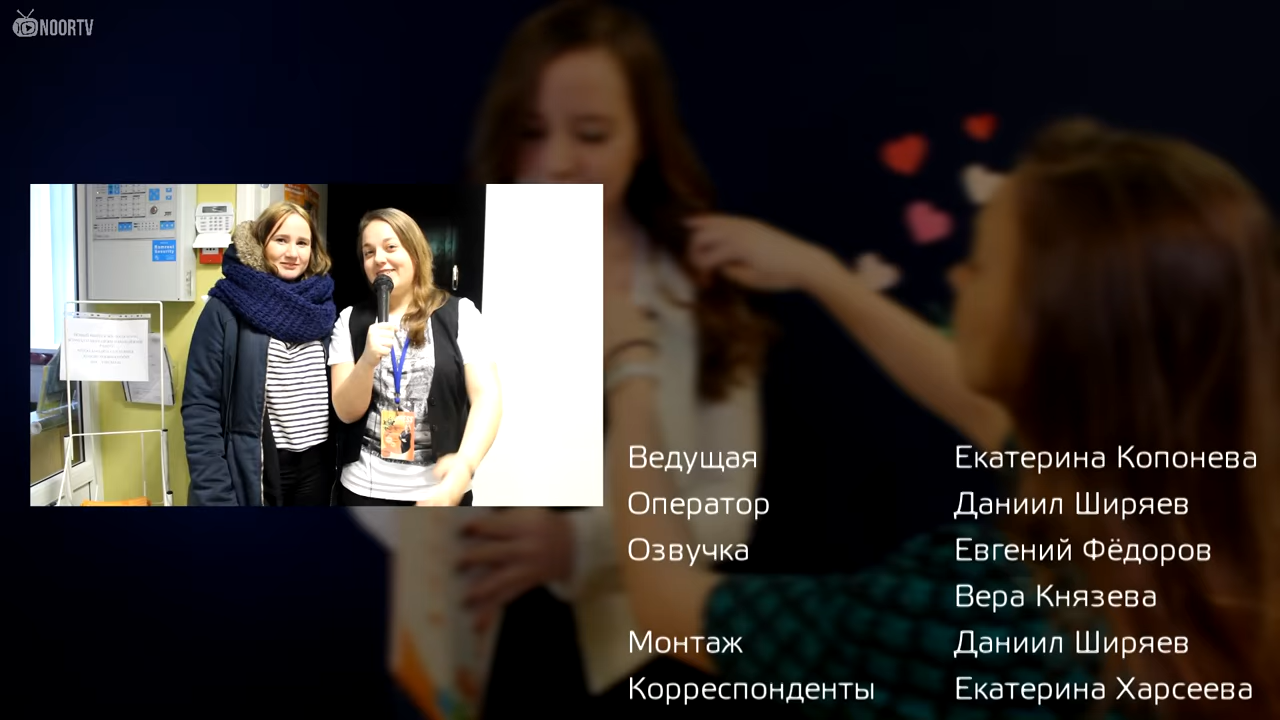 NOORTV
Ведущая Екатерина Копонева
Оператор Даниил Ширяев
Озвучка Евгений Фёдоров
Вера Князева
Монтаж Даниил Ширяев
Корреспонденты Екатерина Харсеева